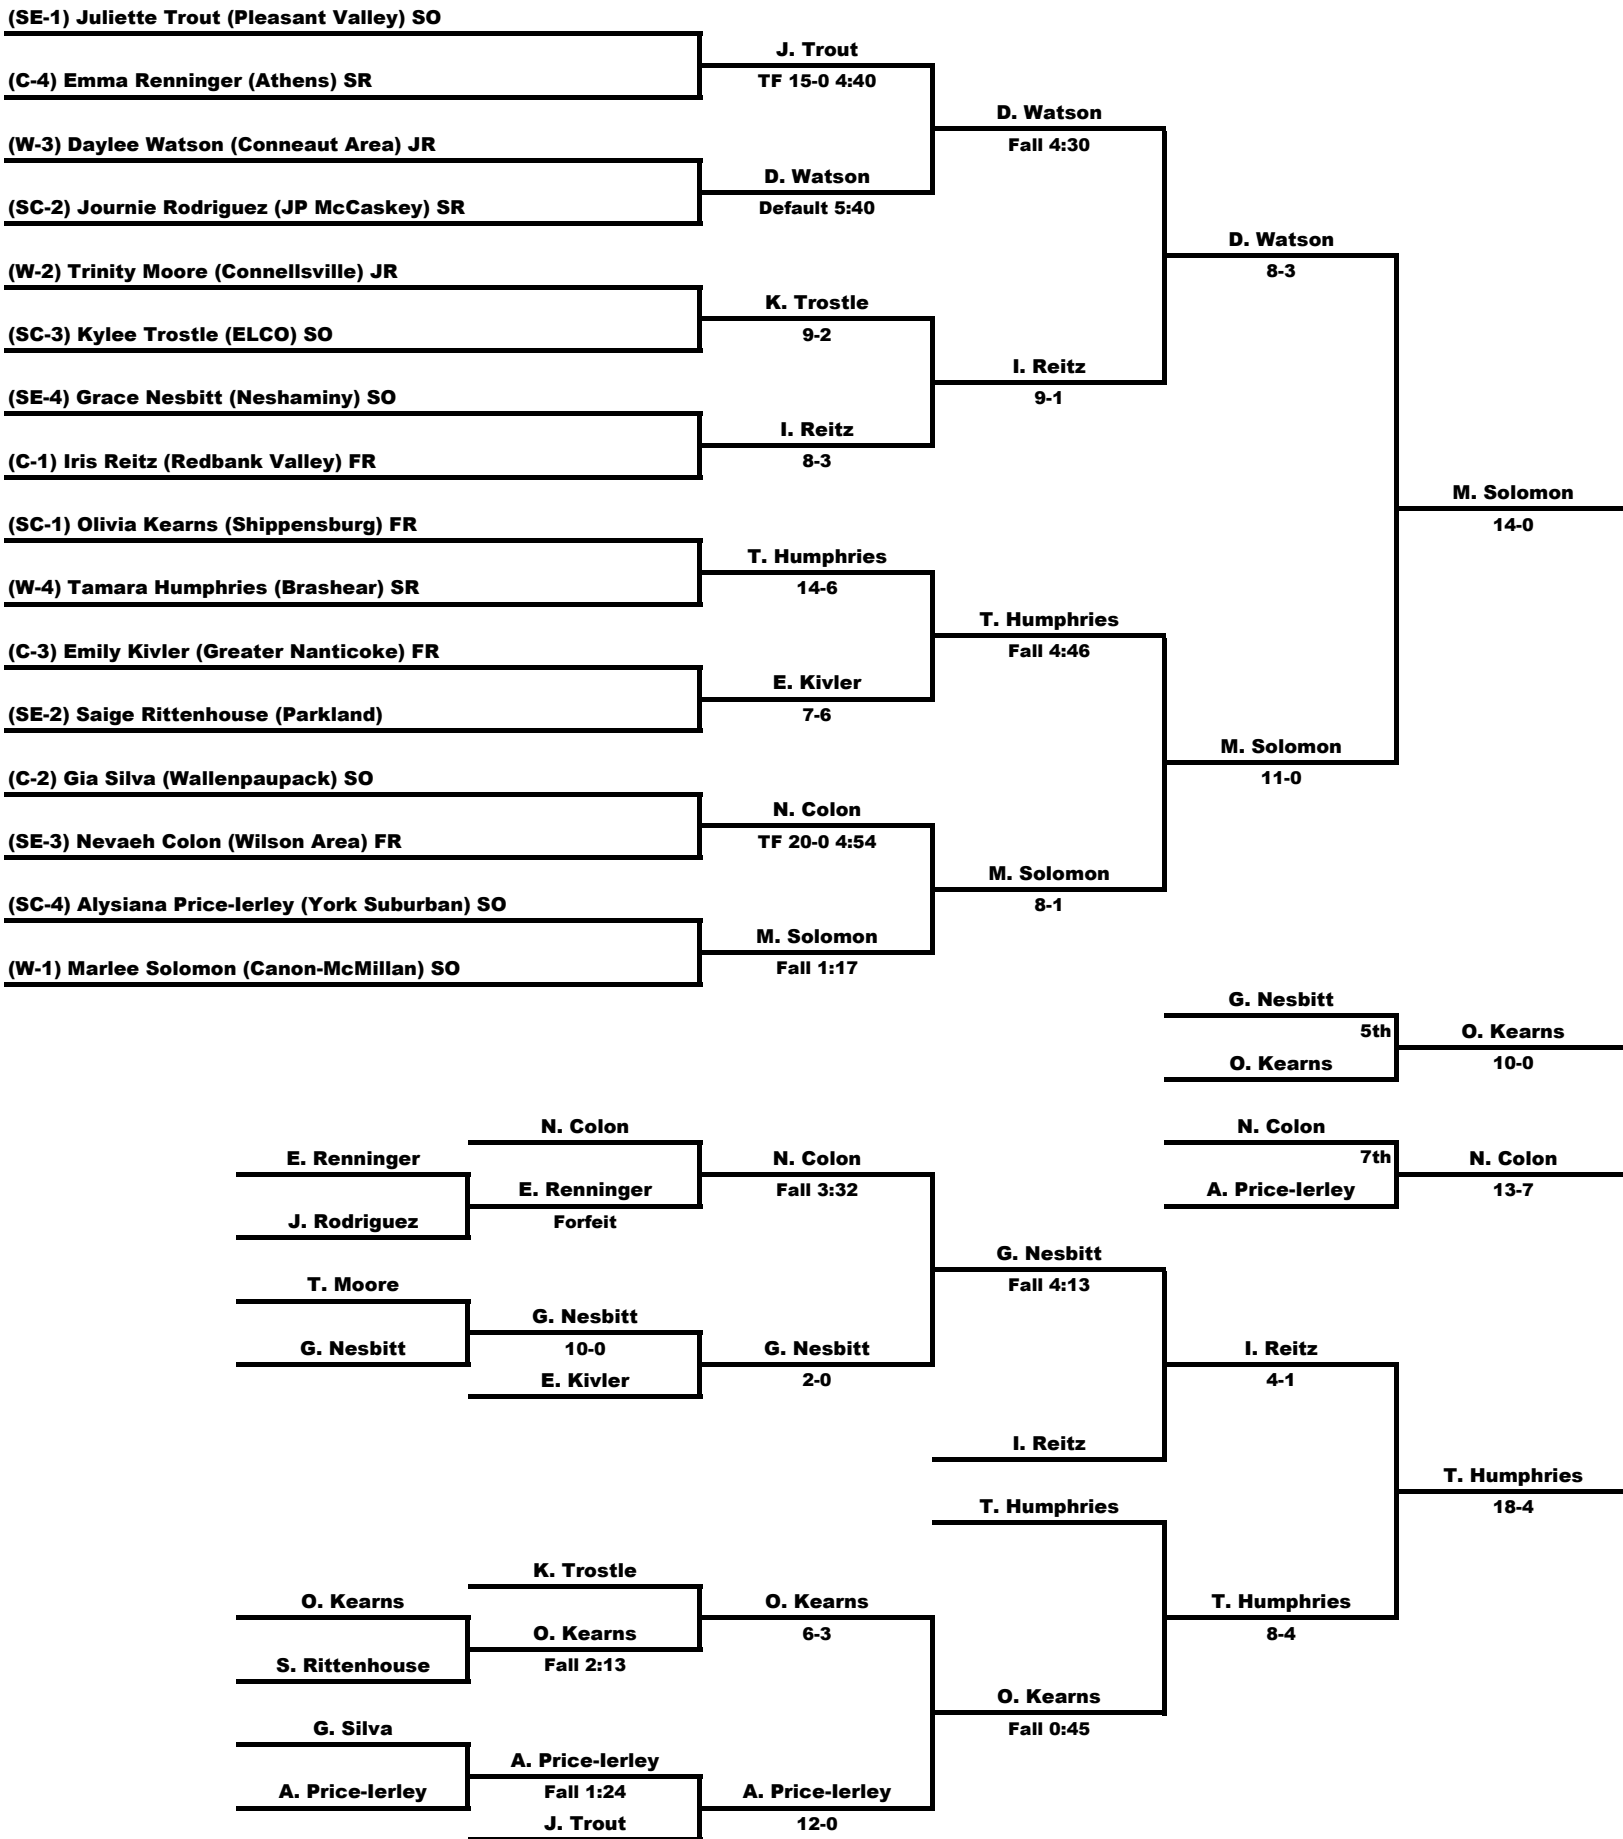 (SE-1) Juliette Trout (Pleasant Valley) SO
J. Trout
(C-4) Emma Renninger (Athens) SR
TF 15-0 4:40
D. Watson
(W-3) Daylee Watson (Conneaut Area) JR
Fall 4:30
D. Watson
(SC-2) Journie Rodriguez (JP McCaskey) SR
Default 5:40
D. Watson
(W-2) Trinity Moore (Connellsville) JR
8-3
K. Trostle
(SC-3) Kylee Trostle (ELCO) SO
9-2
I. Reitz
(SE-4) Grace Nesbitt (Neshaminy) SO
9-1
I. Reitz
(C-1) Iris Reitz (Redbank Valley) FR
8-3
M. Solomon
(SC-1) Olivia Kearns (Shippensburg) FR
14-0
T. Humphries
(W-4) Tamara Humphries (Brashear) SR
14-6
T. Humphries
(C-3) Emily Kivler (Greater Nanticoke) FR
Fall 4:46
E. Kivler
(SE-2) Saige Rittenhouse (Parkland)
7-6
M. Solomon
(C-2) Gia Silva (Wallenpaupack) SO
11-0
N. Colon
(SE-3) Nevaeh Colon (Wilson Area) FR
TF 20-0 4:54
M. Solomon
(SC-4) Alysiana Price-Ierley (York Suburban) SO
8-1
M. Solomon
(W-1) Marlee Solomon (Canon-McMillan) SO
Fall 1:17
G. Nesbitt
5th
O. Kearns
O. Kearns
10-0
N. Colon
N. Colon
E. Renninger
N. Colon
7th
N. Colon
E. Renninger
Fall 3:32
A. Price-Ierley
13-7
J. Rodriguez
Forfeit
G. Nesbitt
T. Moore
Fall 4:13
G. Nesbitt
G. Nesbitt
10-0
G. Nesbitt
I. Reitz
E. Kivler
2-0
4-1
I. Reitz
T. Humphries
T. Humphries
18-4
K. Trostle
O. Kearns
O. Kearns
T. Humphries
O. Kearns
6-3
8-4
S. Rittenhouse
Fall 2:13
O. Kearns
G. Silva
Fall 0:45
A. Price-Ierley
A. Price-Ierley
Fall 1:24
A. Price-Ierley
J. Trout
12-0